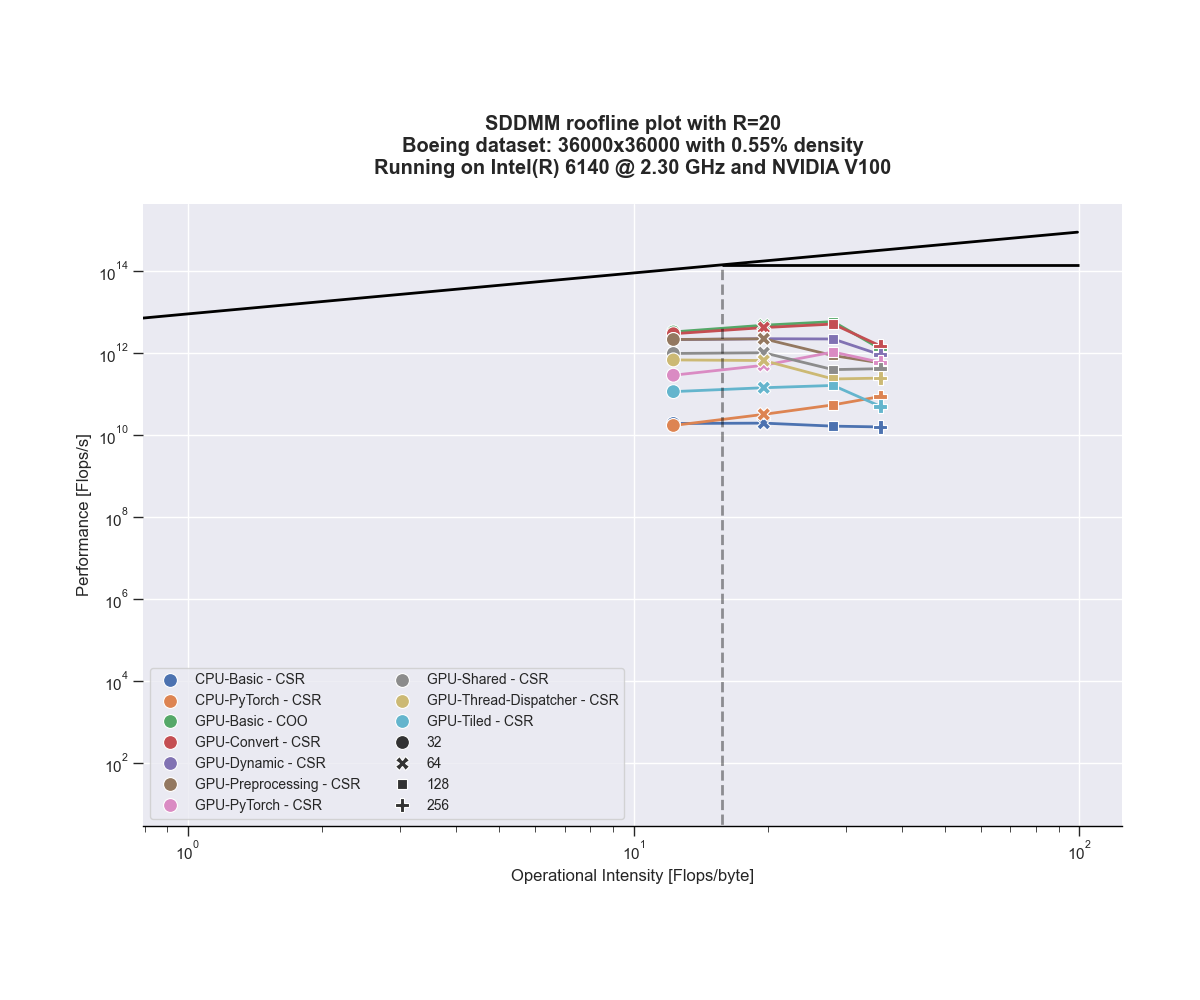 SDDMM roofline plot with R=20
Boeing dataset: 36000x36000 with 0.55% density
Running on Intel(R) 6140 @ 2.30 GHz and NVIDIA V100
10^14
10^12
10^10
10^8
10^6
10^4
10^2
Performance [Flops/s]
CPU-Basic - CSR
CPU-PyTorch - CSR
GPU-Basic - COO
GPU-Convert - CSR
GPU-Dynamic - CSR
GPU-Preprocessing - CSR
GPU-PyTorch - CSR
GPU-Shared - CSR
GPU-Thread-Dispatcher - CSR
GPU-Tiled - CSR
32
64
128
256
10^0 10^1 10^2
Operational Intensity [Flops/byte]